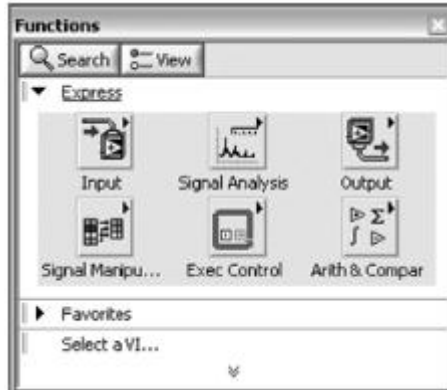 Functions
Search View
Express
Input Signal Analysis Output
Signal Manipu... Exec Control Arith & Compar
Favorites
Select a VI...